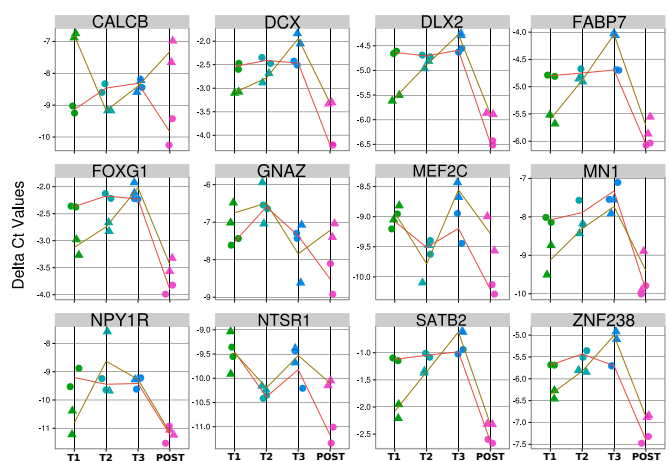 CALCB DCX DLX2 FABP7
-7 -8 -9 -10
-2.0 -2.5 -3.0 -3.5 -4.0
-4.5 -5.0 -5.5 -6.0 -6.5
-4.0 -4.5 -5.0 -5.5 -6.0
FOXG1 GNAZ MEF2C MN1
-2.0 -2.5 -3.0 -3.5 -4.0
-6 -7 -8 -9
-8.5 -9.0 -9.5 -10.0
-7 -8 -9 -10
Delta Ct Values
NPY1R NTSR1 SATB2 ZNF238
-8 -9 -10 -11
-9.0 -9.5 -10.0 -10.5 -11.0
-1.0 -1.5 -2.0 -2.5
-5.5 -6.0 -6.5 -7.0 -7.5
T1 T2 T3 POST T1 T2 T3 POST T1 T2 T3 POST T1 T2 T3 POST